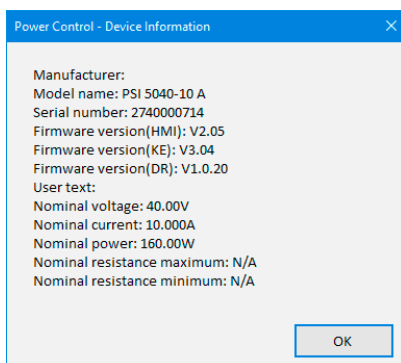 Power Control - Device Information
Manufacturer:
Model name: PSI 5040-10 A
Serial number: 2740000714
Firmware version(HMI): V2.05
Firmware version(KE): V3.04
Firmware version(DR): V1.0.20
User text:
Nominal voltage: 40.00V
Nominal current: 10.000A
Nominal power: 160.00W
Nominal resistance maximum: N/A
Nominal resistance minimum: N/A
OK